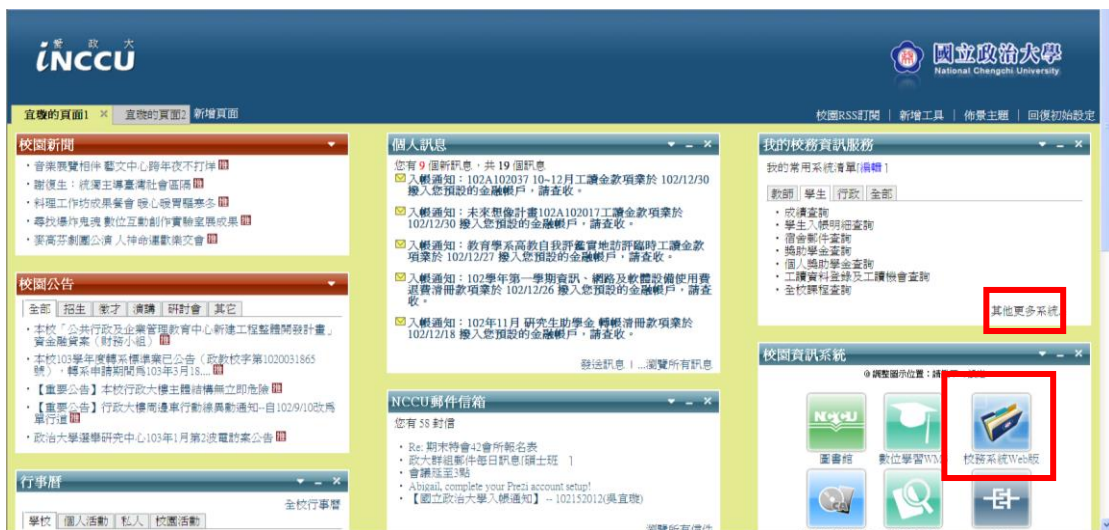 愛 政 大
iNCCU
國立政治大學
National Chengchi University
宜璇的頁面1 × 宜璇的頁面2 新增頁面
校園RSS訂閱 | 新增工具 | 佈景主題 | 回復初始設定
校園新聞
・音樂展覽相伴 藝文中心跨年夜不打烊
・謝復生：統獨主導臺灣社會區隔
・料理工作坊成果餐會 暖心暖胃驅寒冬
・尋找爆炸鬼魂 數位互動創作實驗室展成果
・麥高芬劇團公演 人神命運歡樂交會
校園公告
全部 招生 徵才 演講 研討會 其它
・本校「公共行政及企業管理教育中心新建工程整體開發計畫」
資金融資案（財務小組）
・本校103學年度轉系標準業已公告（政教校字第1020031865
號），轉系申請期間為103年3月18....
・【重要公告】本校行政大樓主體結構無立即危險
・【重要公告】行政大樓周邊車行動線異動通知--自102/9/10改為
單行道
・政治大學選舉研究中心103年1月第2波電訪案公告
行事曆
全校行事曆
學校 個人活動 私人 校園活動
個人訊息
您有 9 個新訊息，共 19 個訊息
入帳通知：102A102037 10~12月工讀金款項業於 102/12/30
撥入您預設的金融帳戶，請查收。
入帳通知：未來想像計畫102A102017工讀金款項業於
102/12/30 撥入您預設的金融帳戶，請查收。
入帳通知：教育學系高教自我評鑑實地訪評臨時工讀金款
項業於 102/12/27 撥入您預設的金融帳戶，請查收。
入帳通知：102學年第一學期資訊、網路及軟體設備使用費
退費清冊款項業於 102/12/26 撥入您預設的金融帳戶，請查
收。
入帳通知：102年11月 研究生助學金 轉帳清冊款項業於
102/12/18 撥入您預設的金融帳戶，請查收。
發送訊息 | ...瀏覽所有訊息
NCCU郵件信箱
您有 58 封信
・Re: 期末特會42會所報名表
・政大群組郵件每日訊息[碩士班 ]
・會議延至3點
・Abigail, complete your Prezi account setup!
・【國立政治大學入帳通知】 -- 102152012(吳宜璇)
瀏覽所有信件
我的校務資訊服務
我的常用系統清單[編輯]
教師 學生 行政 全部
・成績查詢
・學生入帳明細查詢
・宿舍郵件查詢
・獎助學金查詢
・個人獎助學金查詢
・工讀資料登錄及工讀機會查詢
・全校課程查詢
其他更多系統
校園資訊系統
調整圖示位置：請
NCCU
圖書館 數位學習WM 校務系統Web版